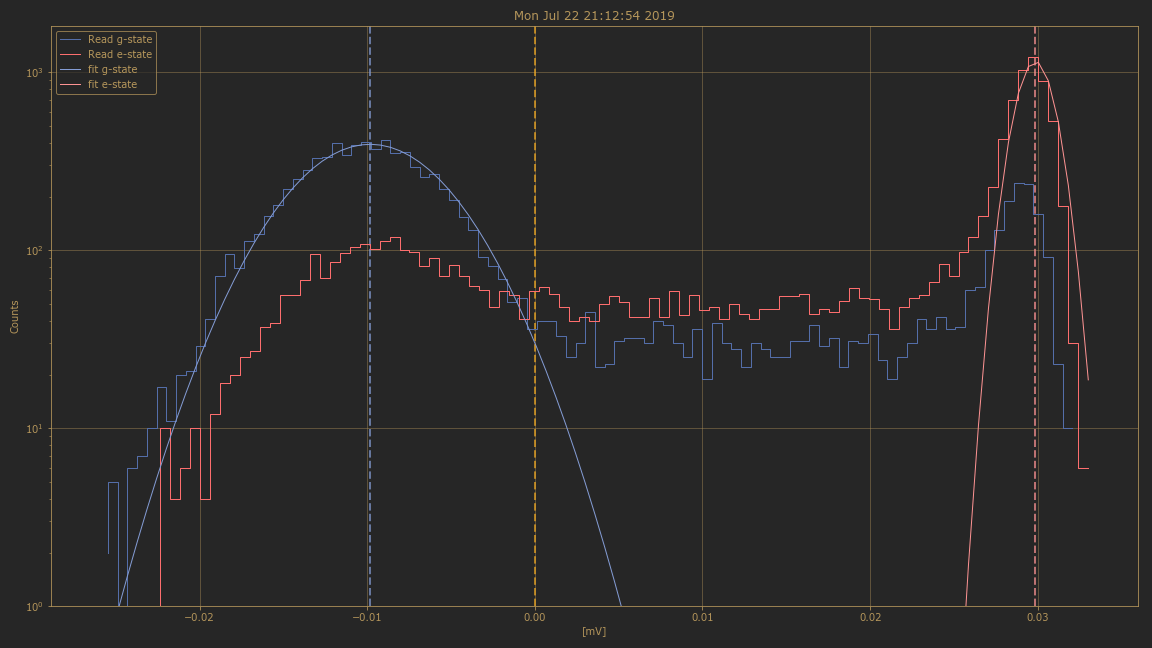 Mon Jul 22 21:12:54 2019
Read g-state
Read e-state
fit g-state
fit e-state
10³
10²
10¹
10⁰
Counts
−0.02
−0.01
0.00
0.01
0.02
0.03
[mV]